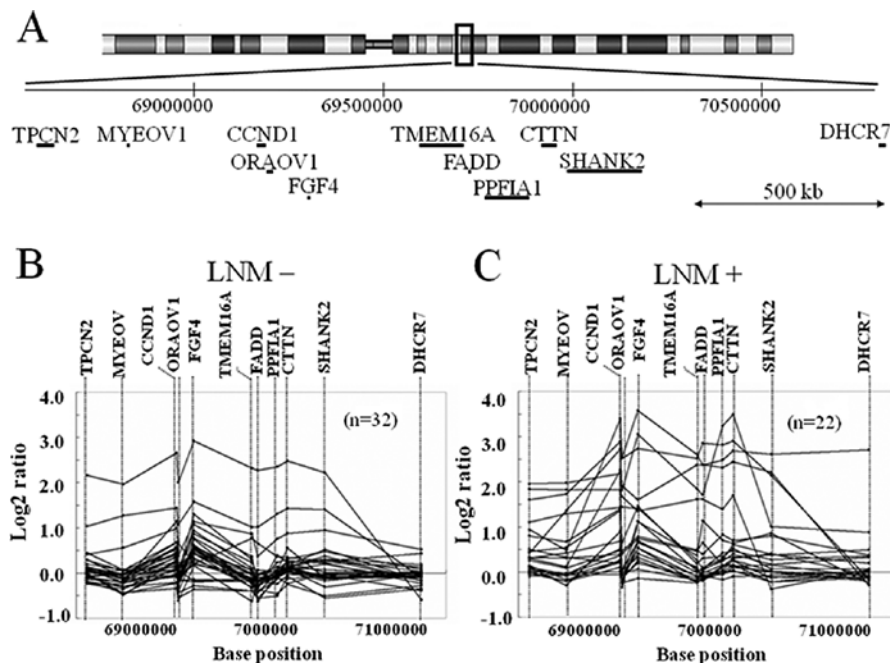 A
69000000 69500000 70000000 70500000
TPCN2 MYEOV1 CCND1 TMEM16A CTTN DHCR7
ORAOV1 FADD SHANK2
FGF4 PPFIA1
500 kb
B
LNM –
TPCN2 MYEOV CCND1 ORAOV1 FGF4 TMEM16A FADD PPFIA1 CTTN SHANK2 DHCR7
4.0
(n=32)
3.0
2.0
1.0
0.0
-1.0
Log2 ratio
69000000 7000000 71000000
Base position
C
LNM +
TPCN2 MYEOV CCND1 ORAOV1 FGF4 TMEM16A FADD PPFIA1 CTTN SHANK2 DHCR7
4.0
(n=22)
3.0
2.0
1.0
0.0
-1.0
Log2 ratio
69000000 7000000 71000000
Base position